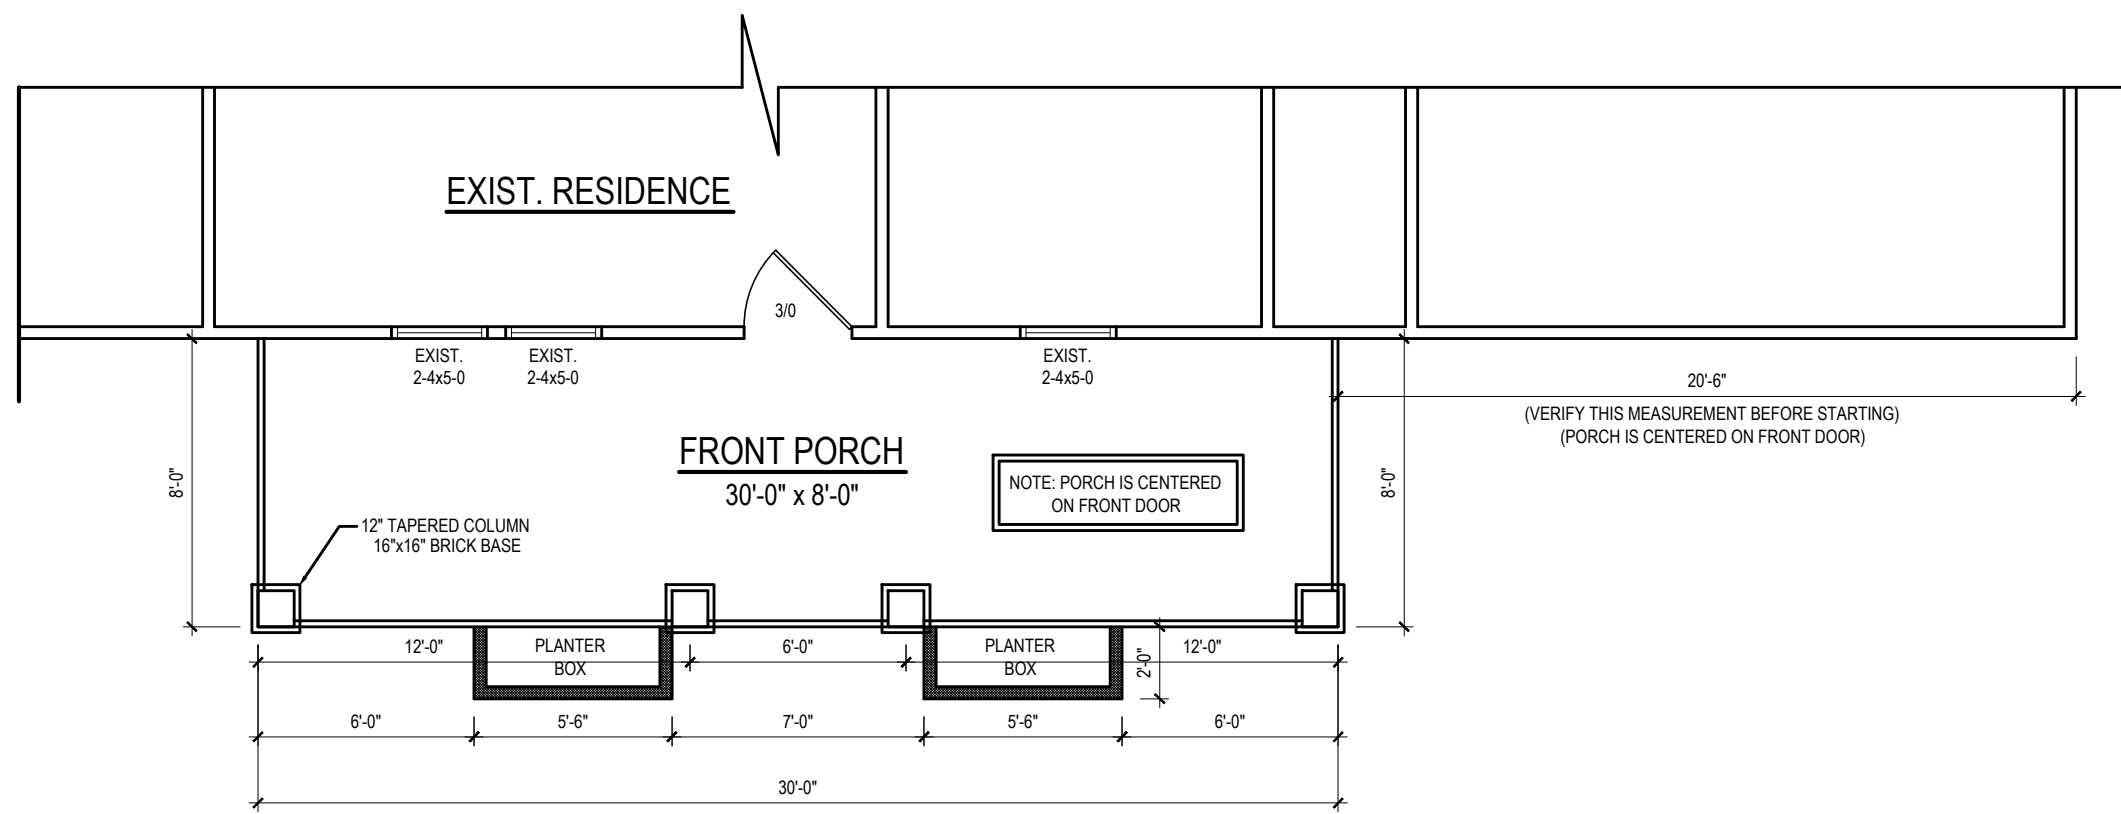 EXIST. RESIDENCE
3/0
EXIST.
2-4x5-0
EXIST.
2-4x5-0
EXIST.
2-4x5-0
20'-6"
(VERIFY THIS MEASUREMENT BEFORE STARTING)
(PORCH IS CENTERED ON FRONT DOOR)
FRONT PORCH
30'-0" x 8'-0"
NOTE: PORCH IS CENTERED
ON FRONT DOOR
8'-0"
8'-0"
12" TAPERED COLUMN
16"x16" BRICK BASE
12'-0"
PLANTER
BOX
6'-0"
PLANTER
BOX
2'-0"
12'-0"
6'-0"
5'-6"
7'-0"
5'-6"
6'-0"
30'-0"